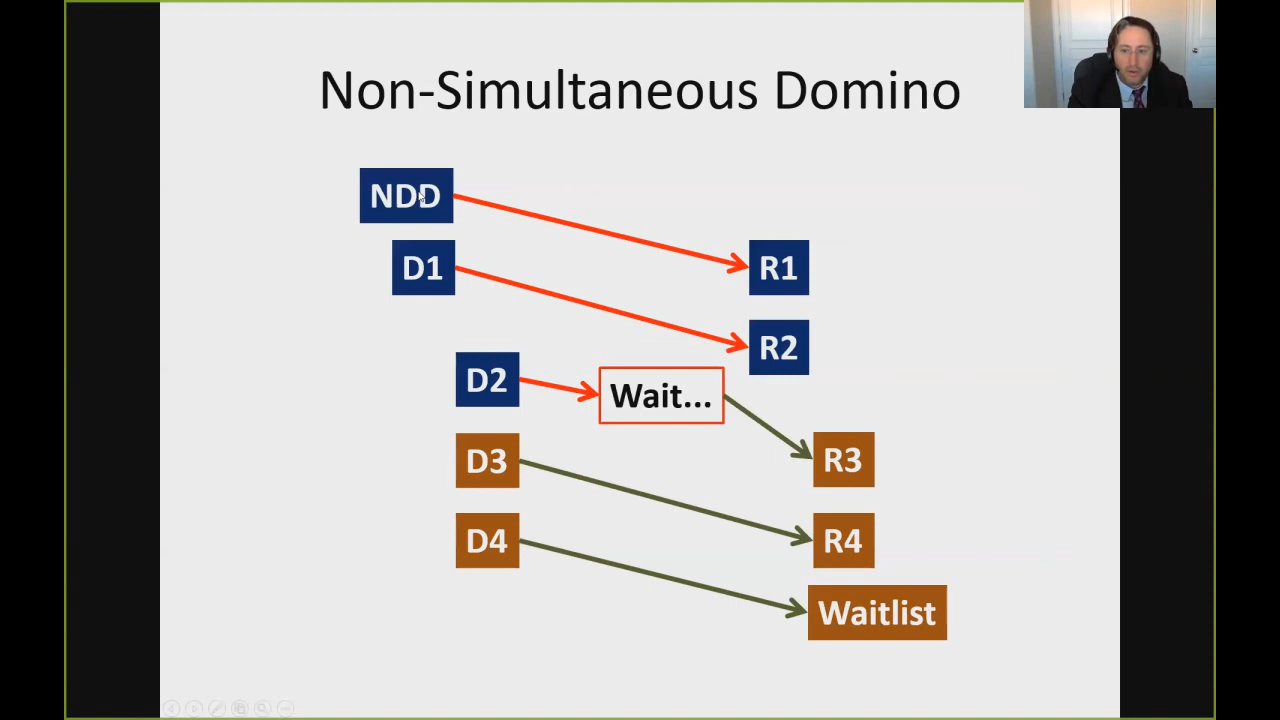 Non-Simultaneous Domino
NDD
D1
R1
R2
D2
Wait...
D3
R3
D4
R4
Waitlist